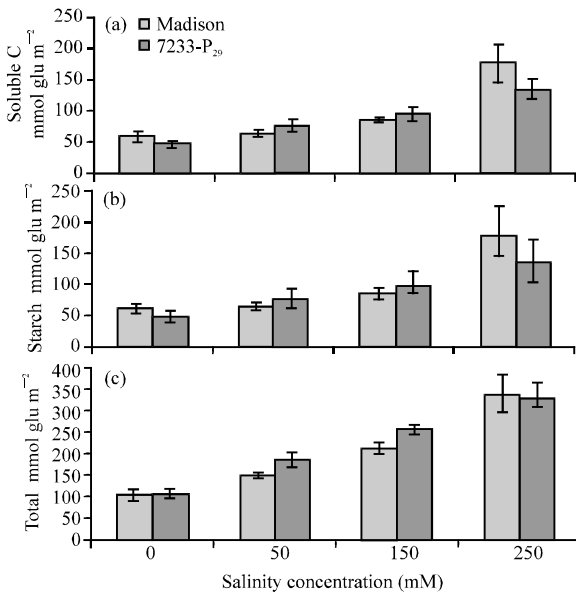 (a)
Madison
7233-P29
Soluble C
mmol glu m−2
250
200
150
100
50
0
(b)
Starch mmol glu m−2
250
200
150
100
50
0
(c)
Total mmol glu m−2
400
350
300
250
200
150
100
50
0
0 50 150 250
Salinity concentration (mM)